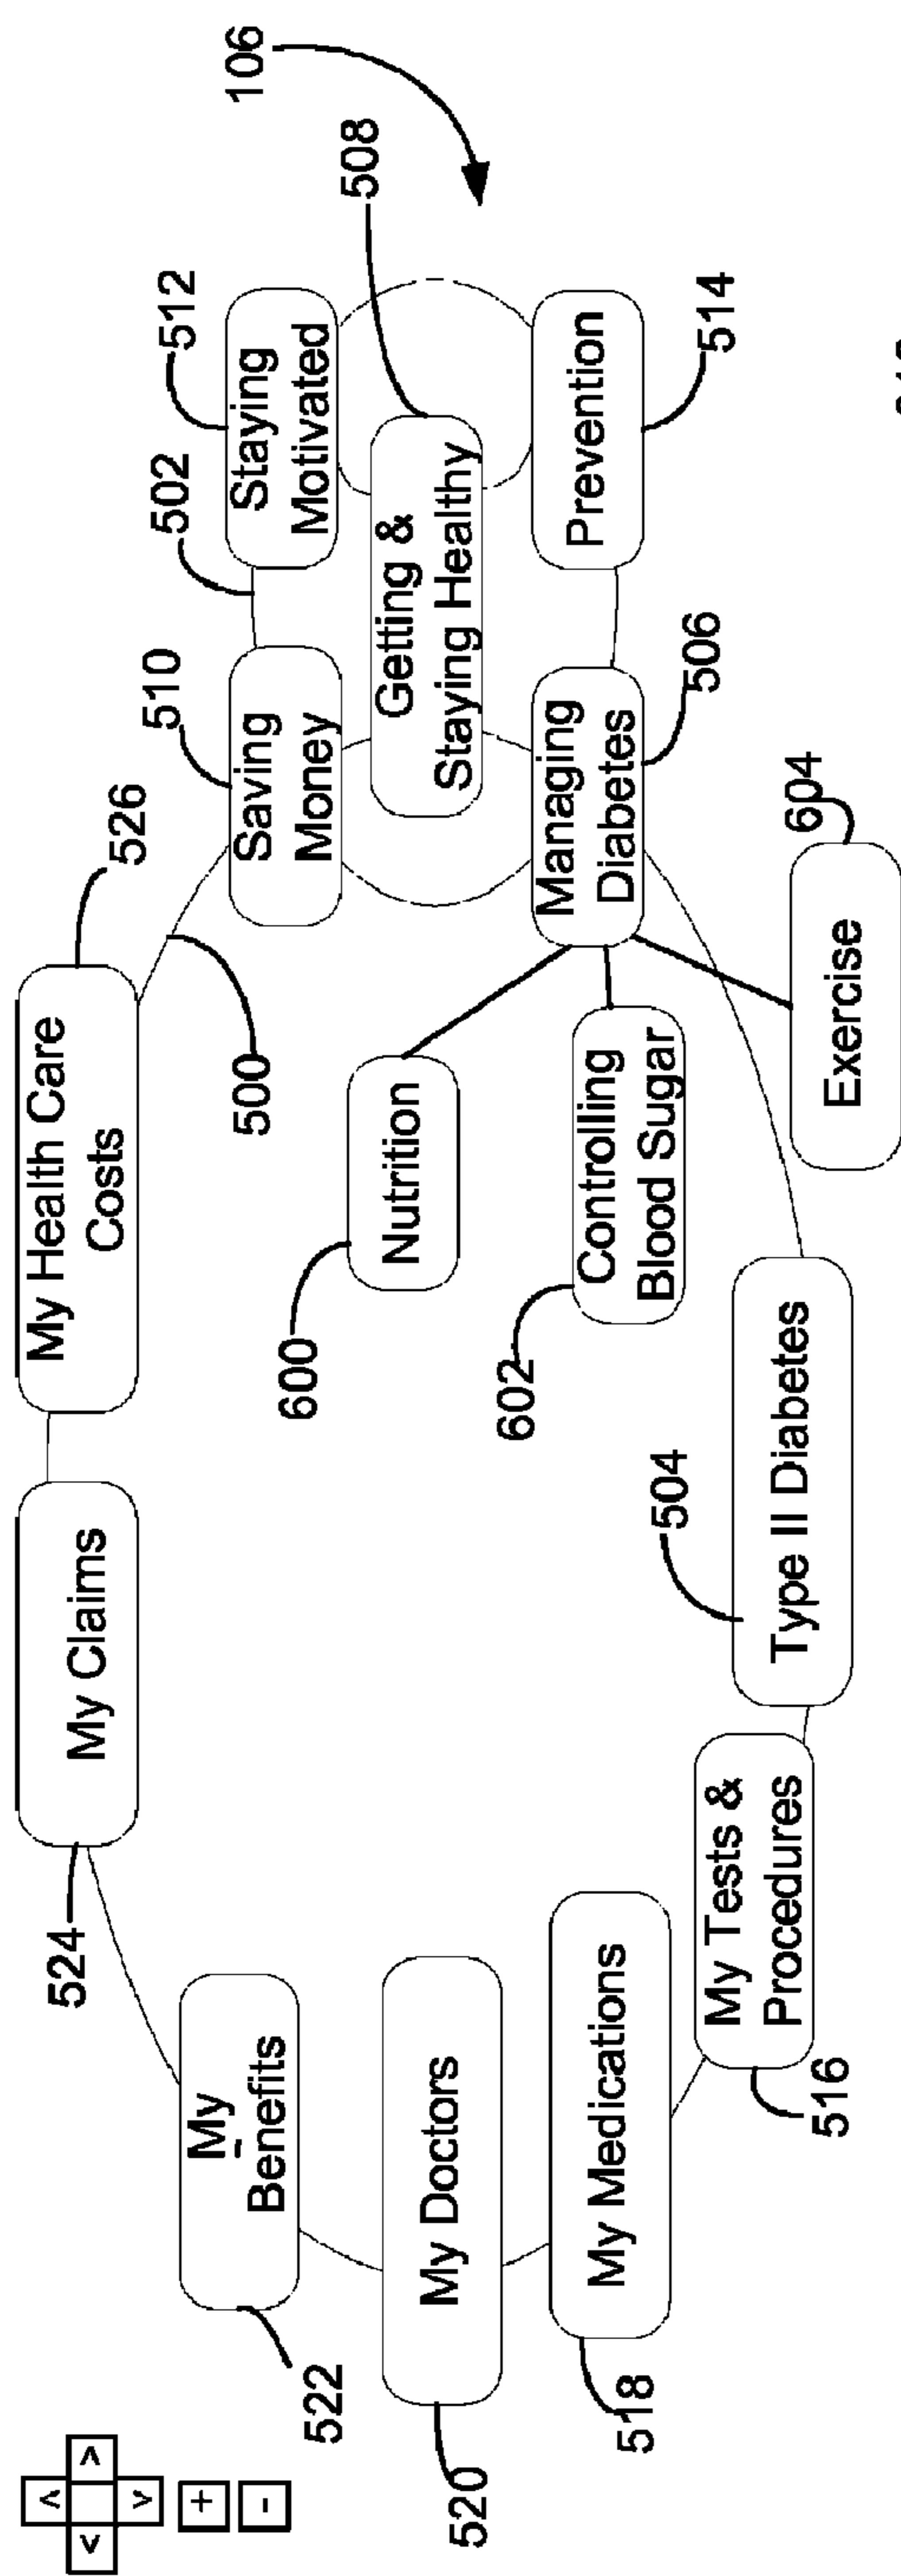 ^
< >
v
+
-
524
My Claims
My Health Care
Costs
526
522
My
Benefits
500
510
Saving
Money
502
512
Staying
Motivated
106
520
My Doctors
600
Nutrition
Getting &
Staying Healthy
508
518
My Medications
602
Controlling
Blood Sugar
Managing
Diabetes
506
Prevention
514
516
My Tests &
Procedures
504
Type II Diabetes
Exercise
604